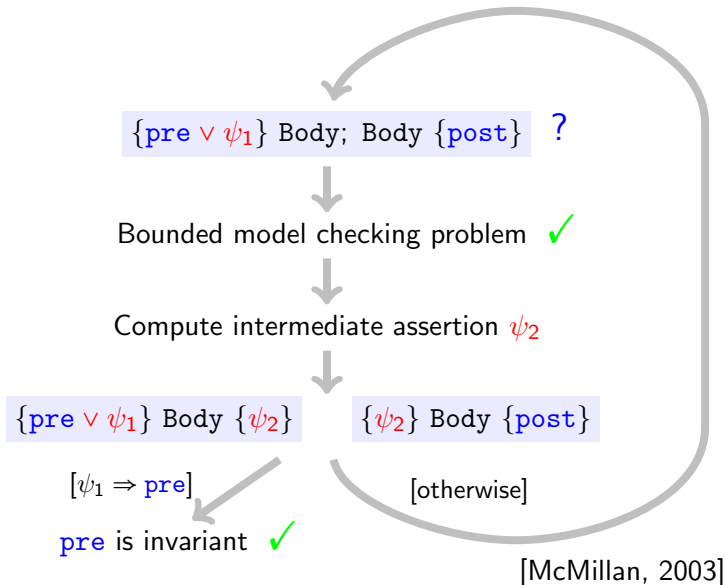 {pre ∨ ψ₁} Body; Body {post} ?
Bounded model checking problem ✓
Compute intermediate assertion ψ₂
{pre ∨ ψ₁} Body {ψ₂} {ψ₂} Body {post}
[ψ₁ ⇒ pre] [otherwise]
pre is invariant ✓
[McMillan, 2003]